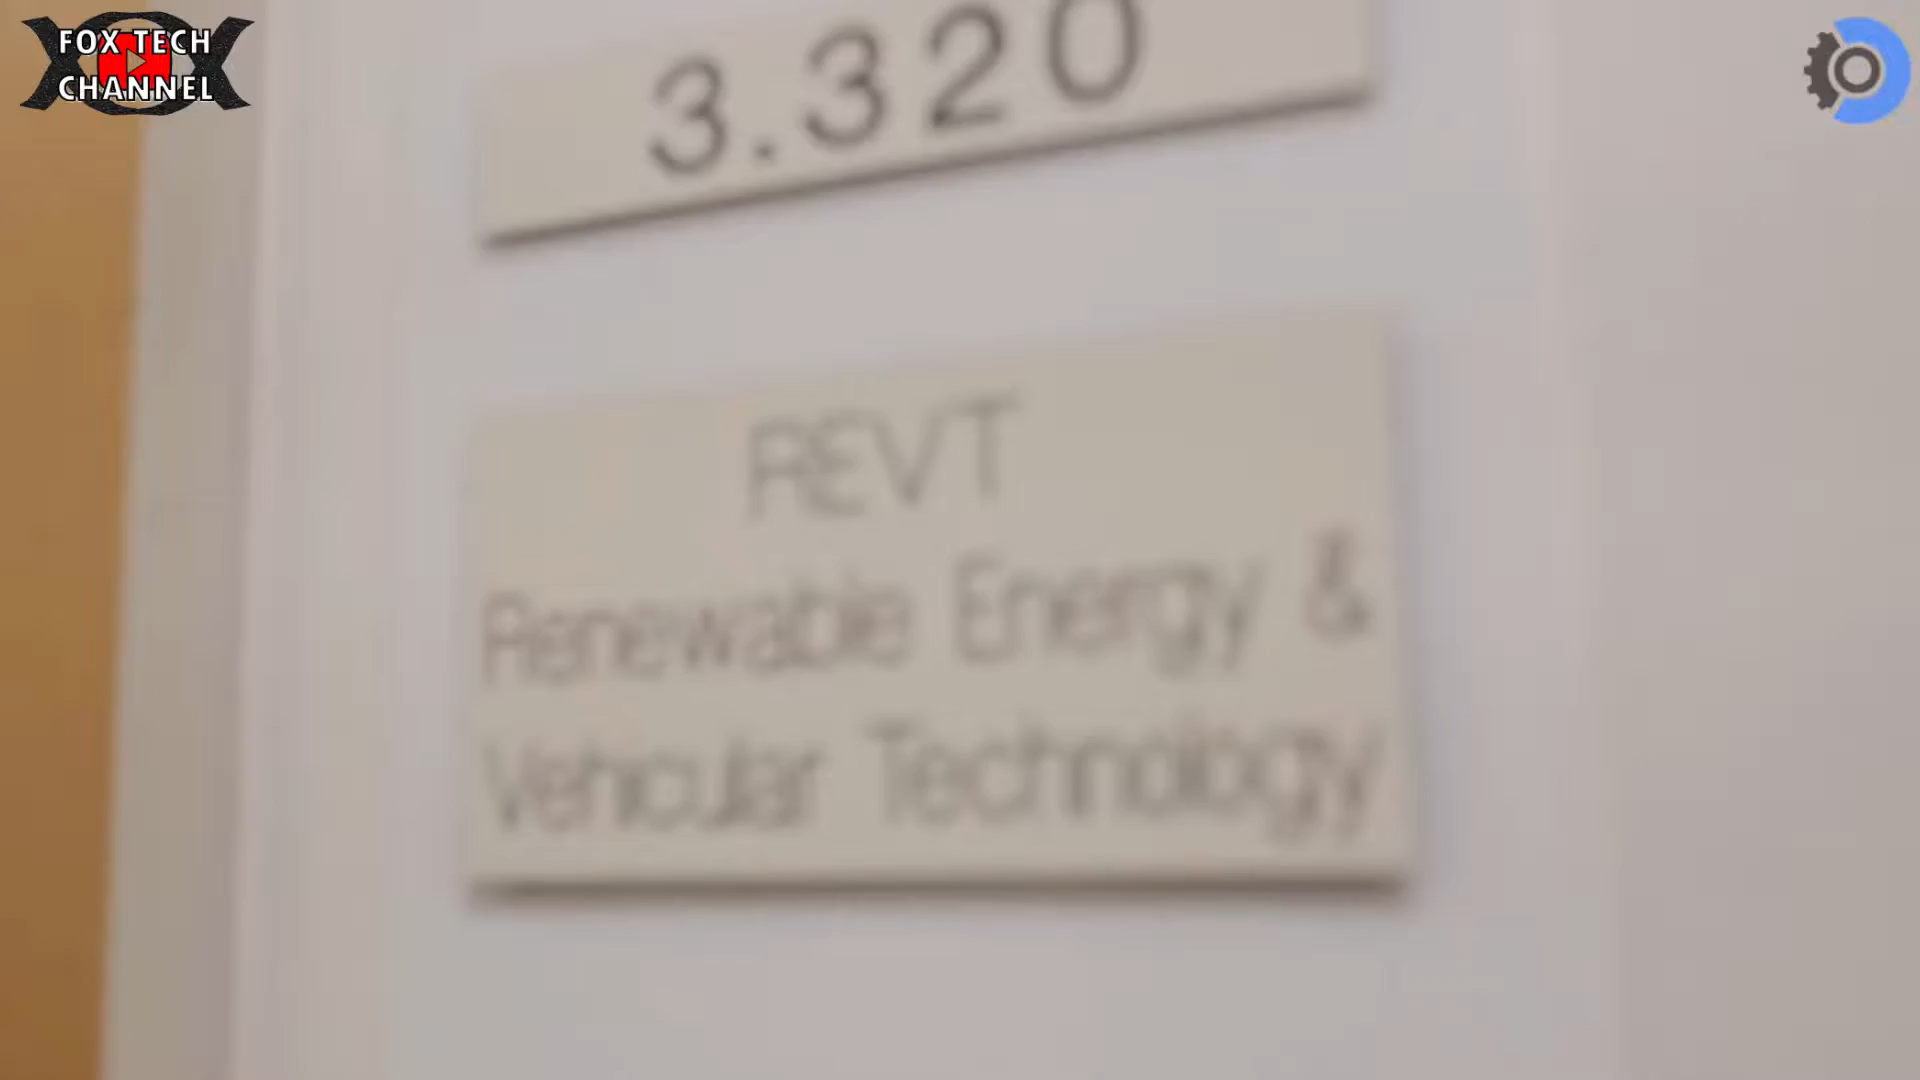 FOX TECH
CHANNEL
3.320
REVT
Renewable Energy &
Vehicular Technology